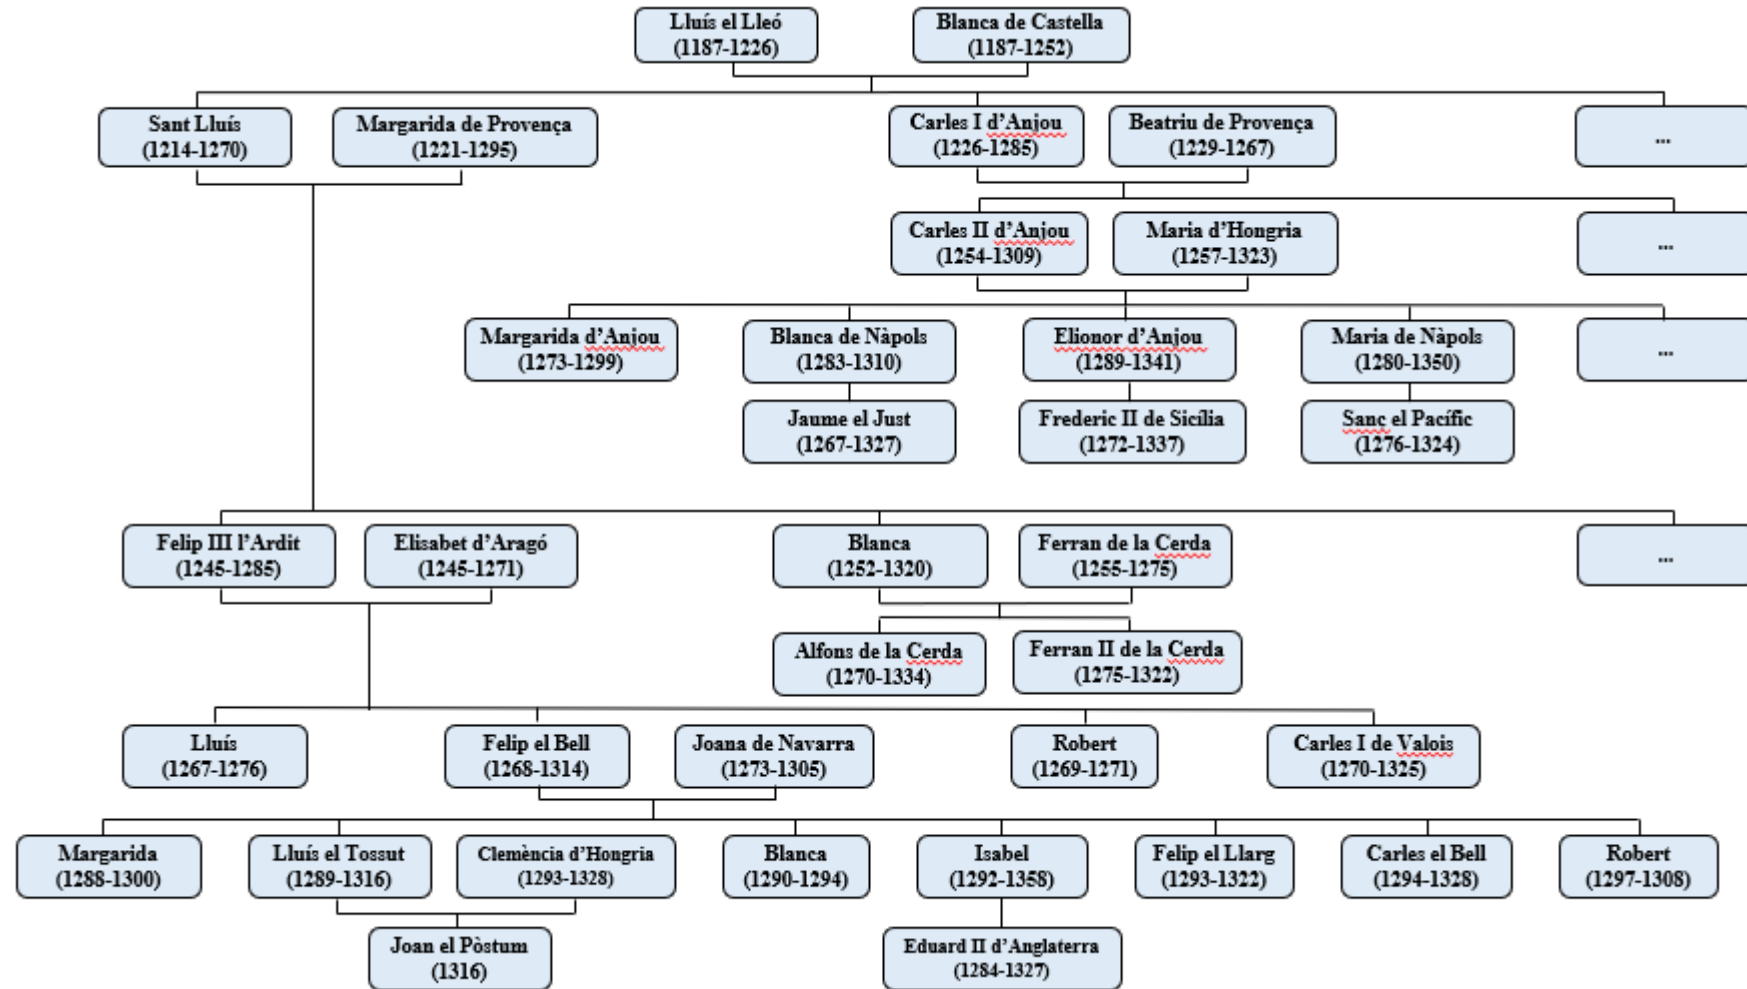 Lluís el Lleó
(1187-1226)
Blanca de Castella
(1187-1252)
Sant Lluís
(1214-1270)
Margarida de Provença
(1221-1295)
Carles I d’Anjou
(1226-1285)
Beatriu de Provença
(1229-1267)
...
Carles II d’Anjou
(1254-1309)
Maria d’Hongria
(1257-1323)
...
Margarida d’Anjou
(1273-1299)
Blanca de Nàpols
(1283-1310)
Elionor d’Anjou
(1289-1341)
Maria de Nàpols
(1280-1350)
...
Jaume el Just
(1267-1327)
Frederic II de Sicília
(1272-1337)
Sanç el Pacífic
(1276-1324)
Felip III l’Ardit
(1245-1285)
Elisabet d’Aragó
(1245-1271)
Blanca
(1252-1320)
Ferran de la Cerda
(1255-1275)
...
Alfons de la Cerda
(1270-1334)
Ferran II de la Cerda
(1275-1322)
Lluís
(1267-1276)
Felip el Bell
(1268-1314)
Joana de Navarra
(1273-1305)
Robert
(1269-1271)
Carles I de Valois
(1270-1325)
Margarida
(1288-1300)
Lluís el Tossut
(1289-1316)
Clemència d’Hongria
(1293-1328)
Blanca
(1290-1294)
Isabel
(1292-1358)
Felip el Llarg
(1293-1322)
Carles el Bell
(1294-1328)
Robert
(1297-1308)
Joan el Pòstum
(1316)
Eduard II d’Anglaterra
(1284-1327)